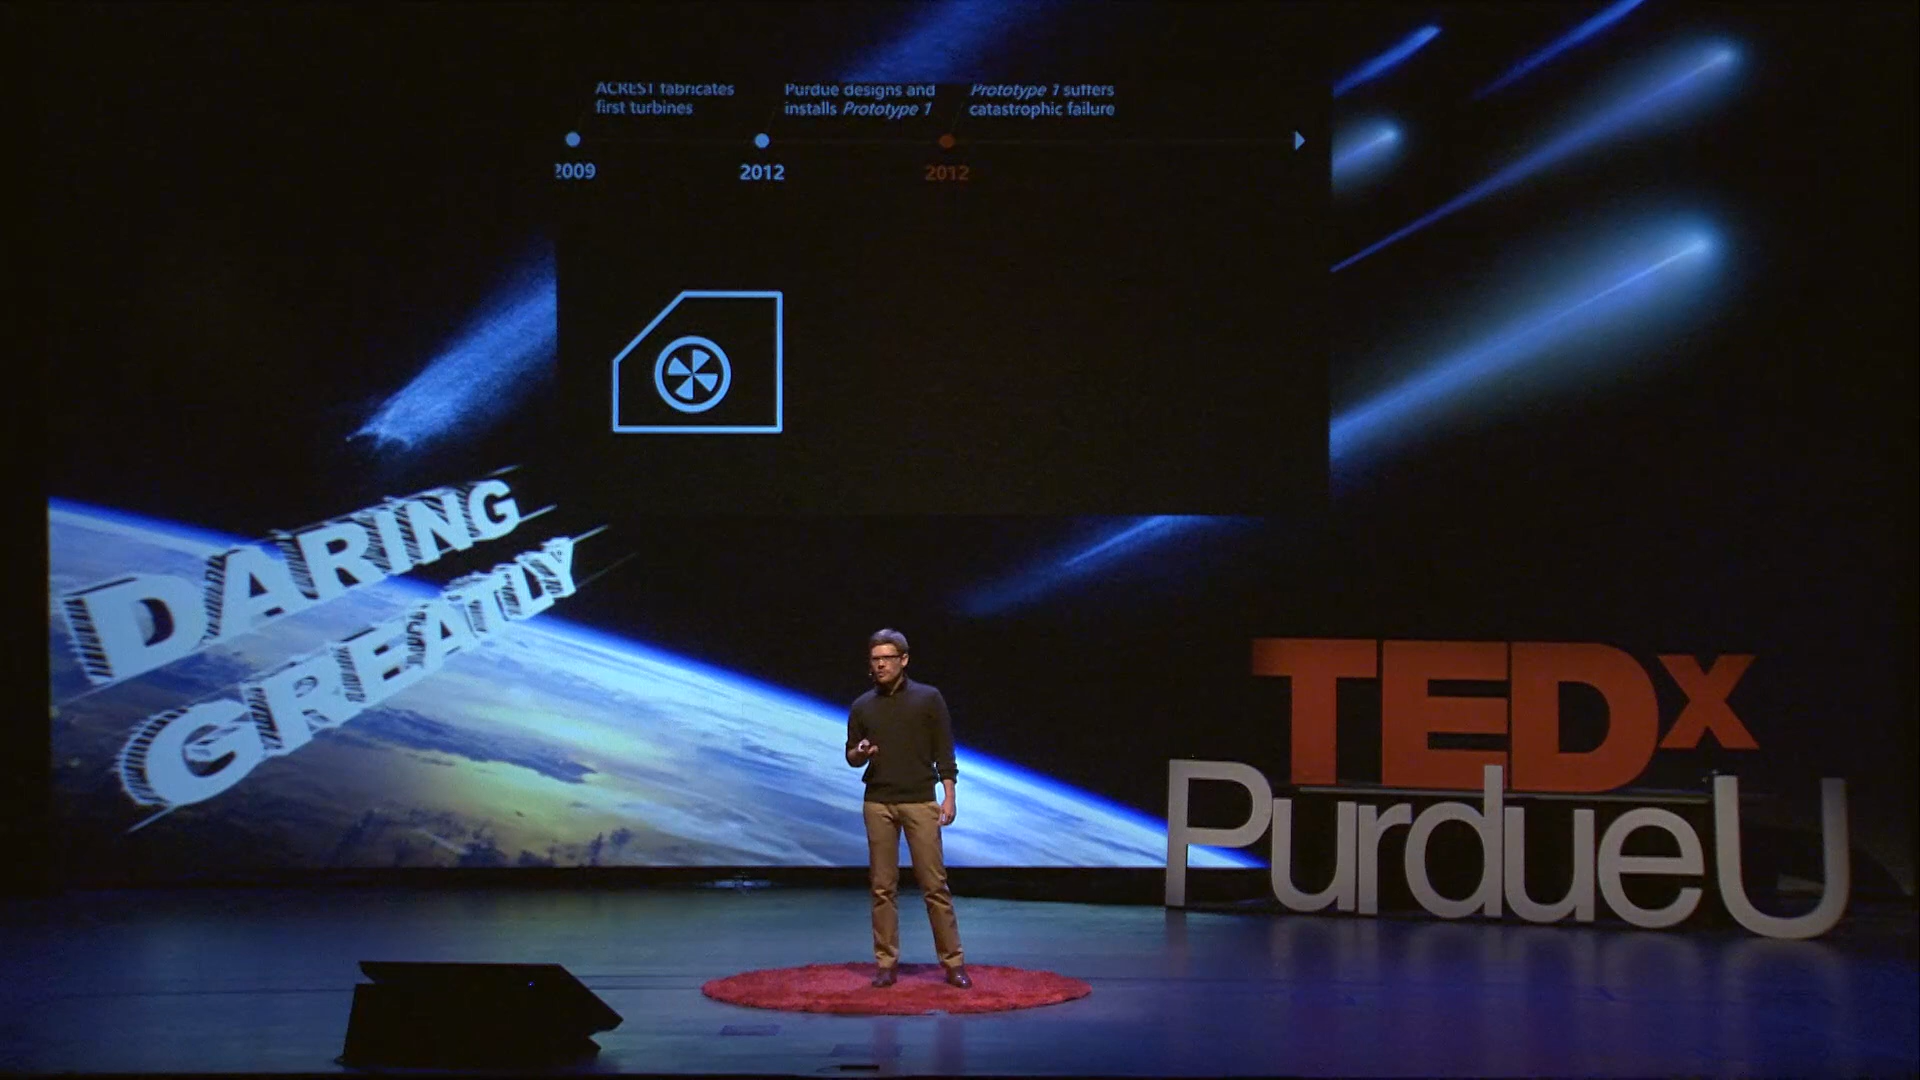 ACREST fabricates
first turbines
Purdue designs and
installs Prototype 1
Prototype 1 suffers
catastrophic failure
2009
2012
2012
DARING
GREATLY
TEDx
PurdueU